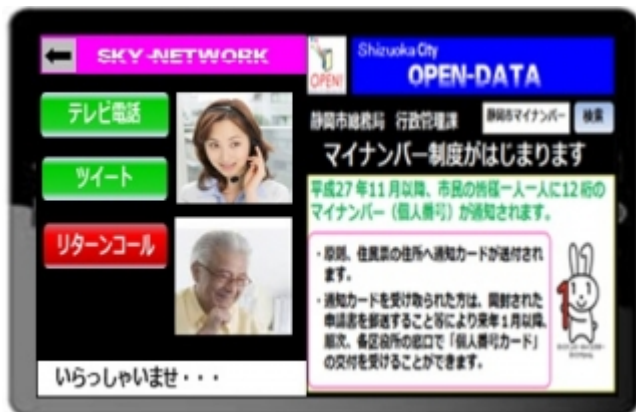 SKY-NETWORK
テレビ電話
ツイート
リターンコール
いらっしゃいませ・・・
OPEN!
Shizuoka City
OPEN-DATA
静岡市総務局 行政管理課
静岡市マイナンバー
検索
マイナンバー制度がはじまります
平成27年11月以降、市民の皆様一人一人に12桁の
マイナンバー（個人番号）が通知されます。
・原則、住民票の住所へ通知カードが送付され
ます。
・通知カードを受け取られた方は、同封された
申請書を郵送すること等により来年1月以降、
順次、各区役所の窓口で「個人番号カード」
の交付を受けることができます。